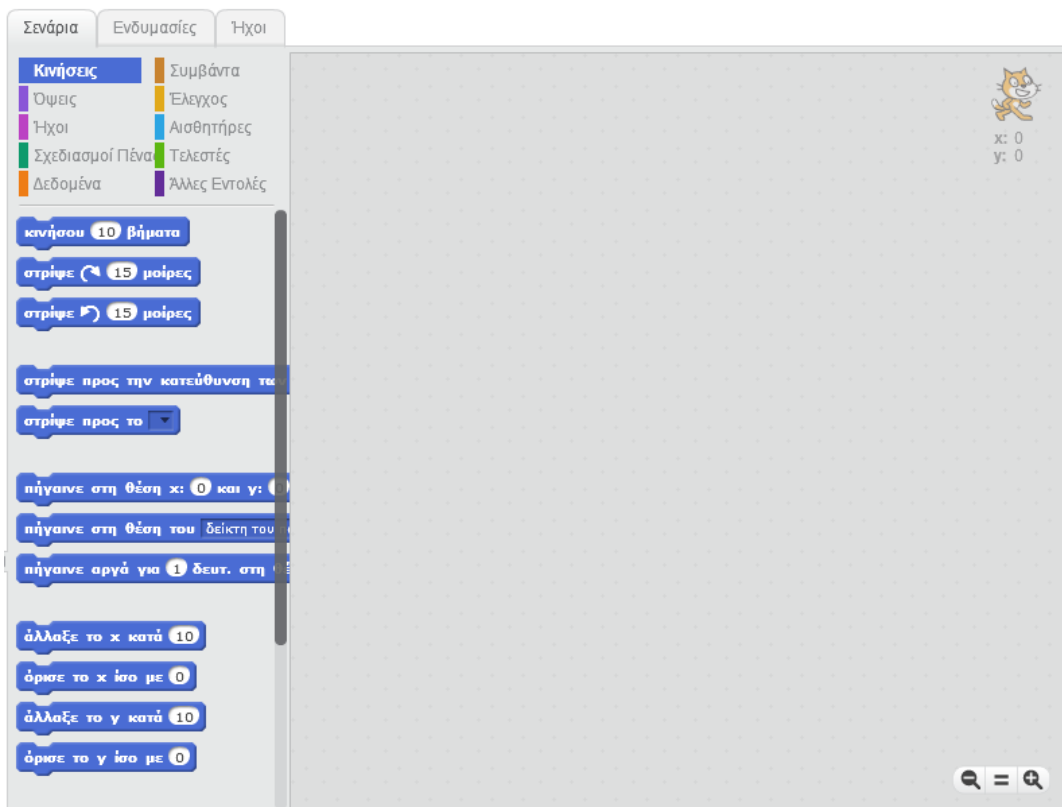 Σενάρια Ενδυμασίες Ήχοι
Κινήσεις Συμβάντα
Όψεις Έλεγχος
Ήχοι Αισθητήρες
Σχεδιασμοί Πένας Τελεστές
Δεδομένα Άλλες Εντολές
x: 0
y: 0
κινήσου 10 βήματα
στρίψε 15 μοίρες
στρίψε 15 μοίρες
στρίψε προς την κατεύθυνση των
στρίψε προς το
πήγαινε στη θέση x: 0 και y:
πήγαινε στη θέση του δείκτη του
πήγαινε αργά για 1 δευτ. στη
άλλαξε το x κατά 10
όρισε το x ίσο με 0
άλλαξε το y κατά 10
όρισε το y ίσο με 0